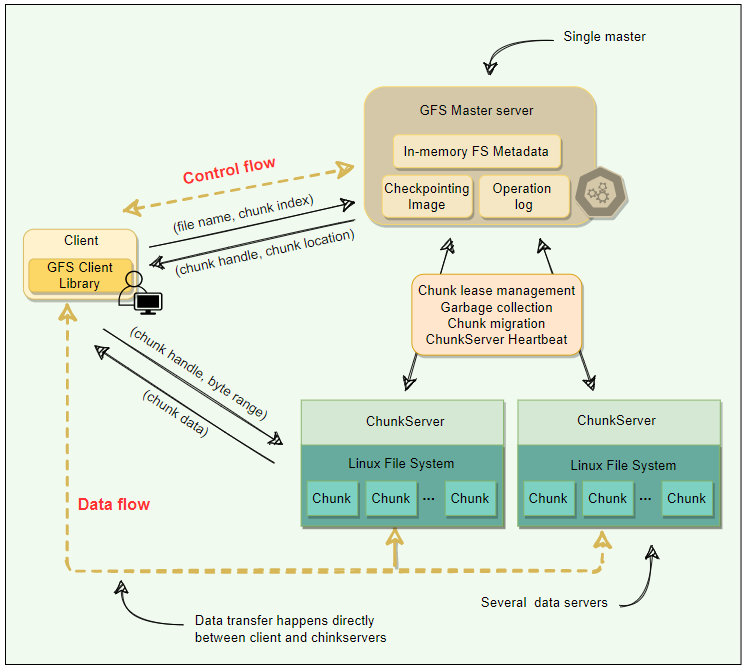 Single master
GFS Master server
In-memory FS Metadata
Checkpointing
Image
Operation
log
Control flow
(file name, chunk index)
(chunk handle, chunk location)
Client
GFS Client
Library
Chunk lease management
Garbage collection
Chunk migration
ChunkServer Heartbeat
(chunk handle, byte range)
(chunk data)
ChunkServer
Linux File System
Chunk
Chunk
...
Chunk
ChunkServer
Linux File System
Chunk
Chunk
...
Chunk
Data flow
Several data servers
Data transfer happens directly
between client and chinkservers